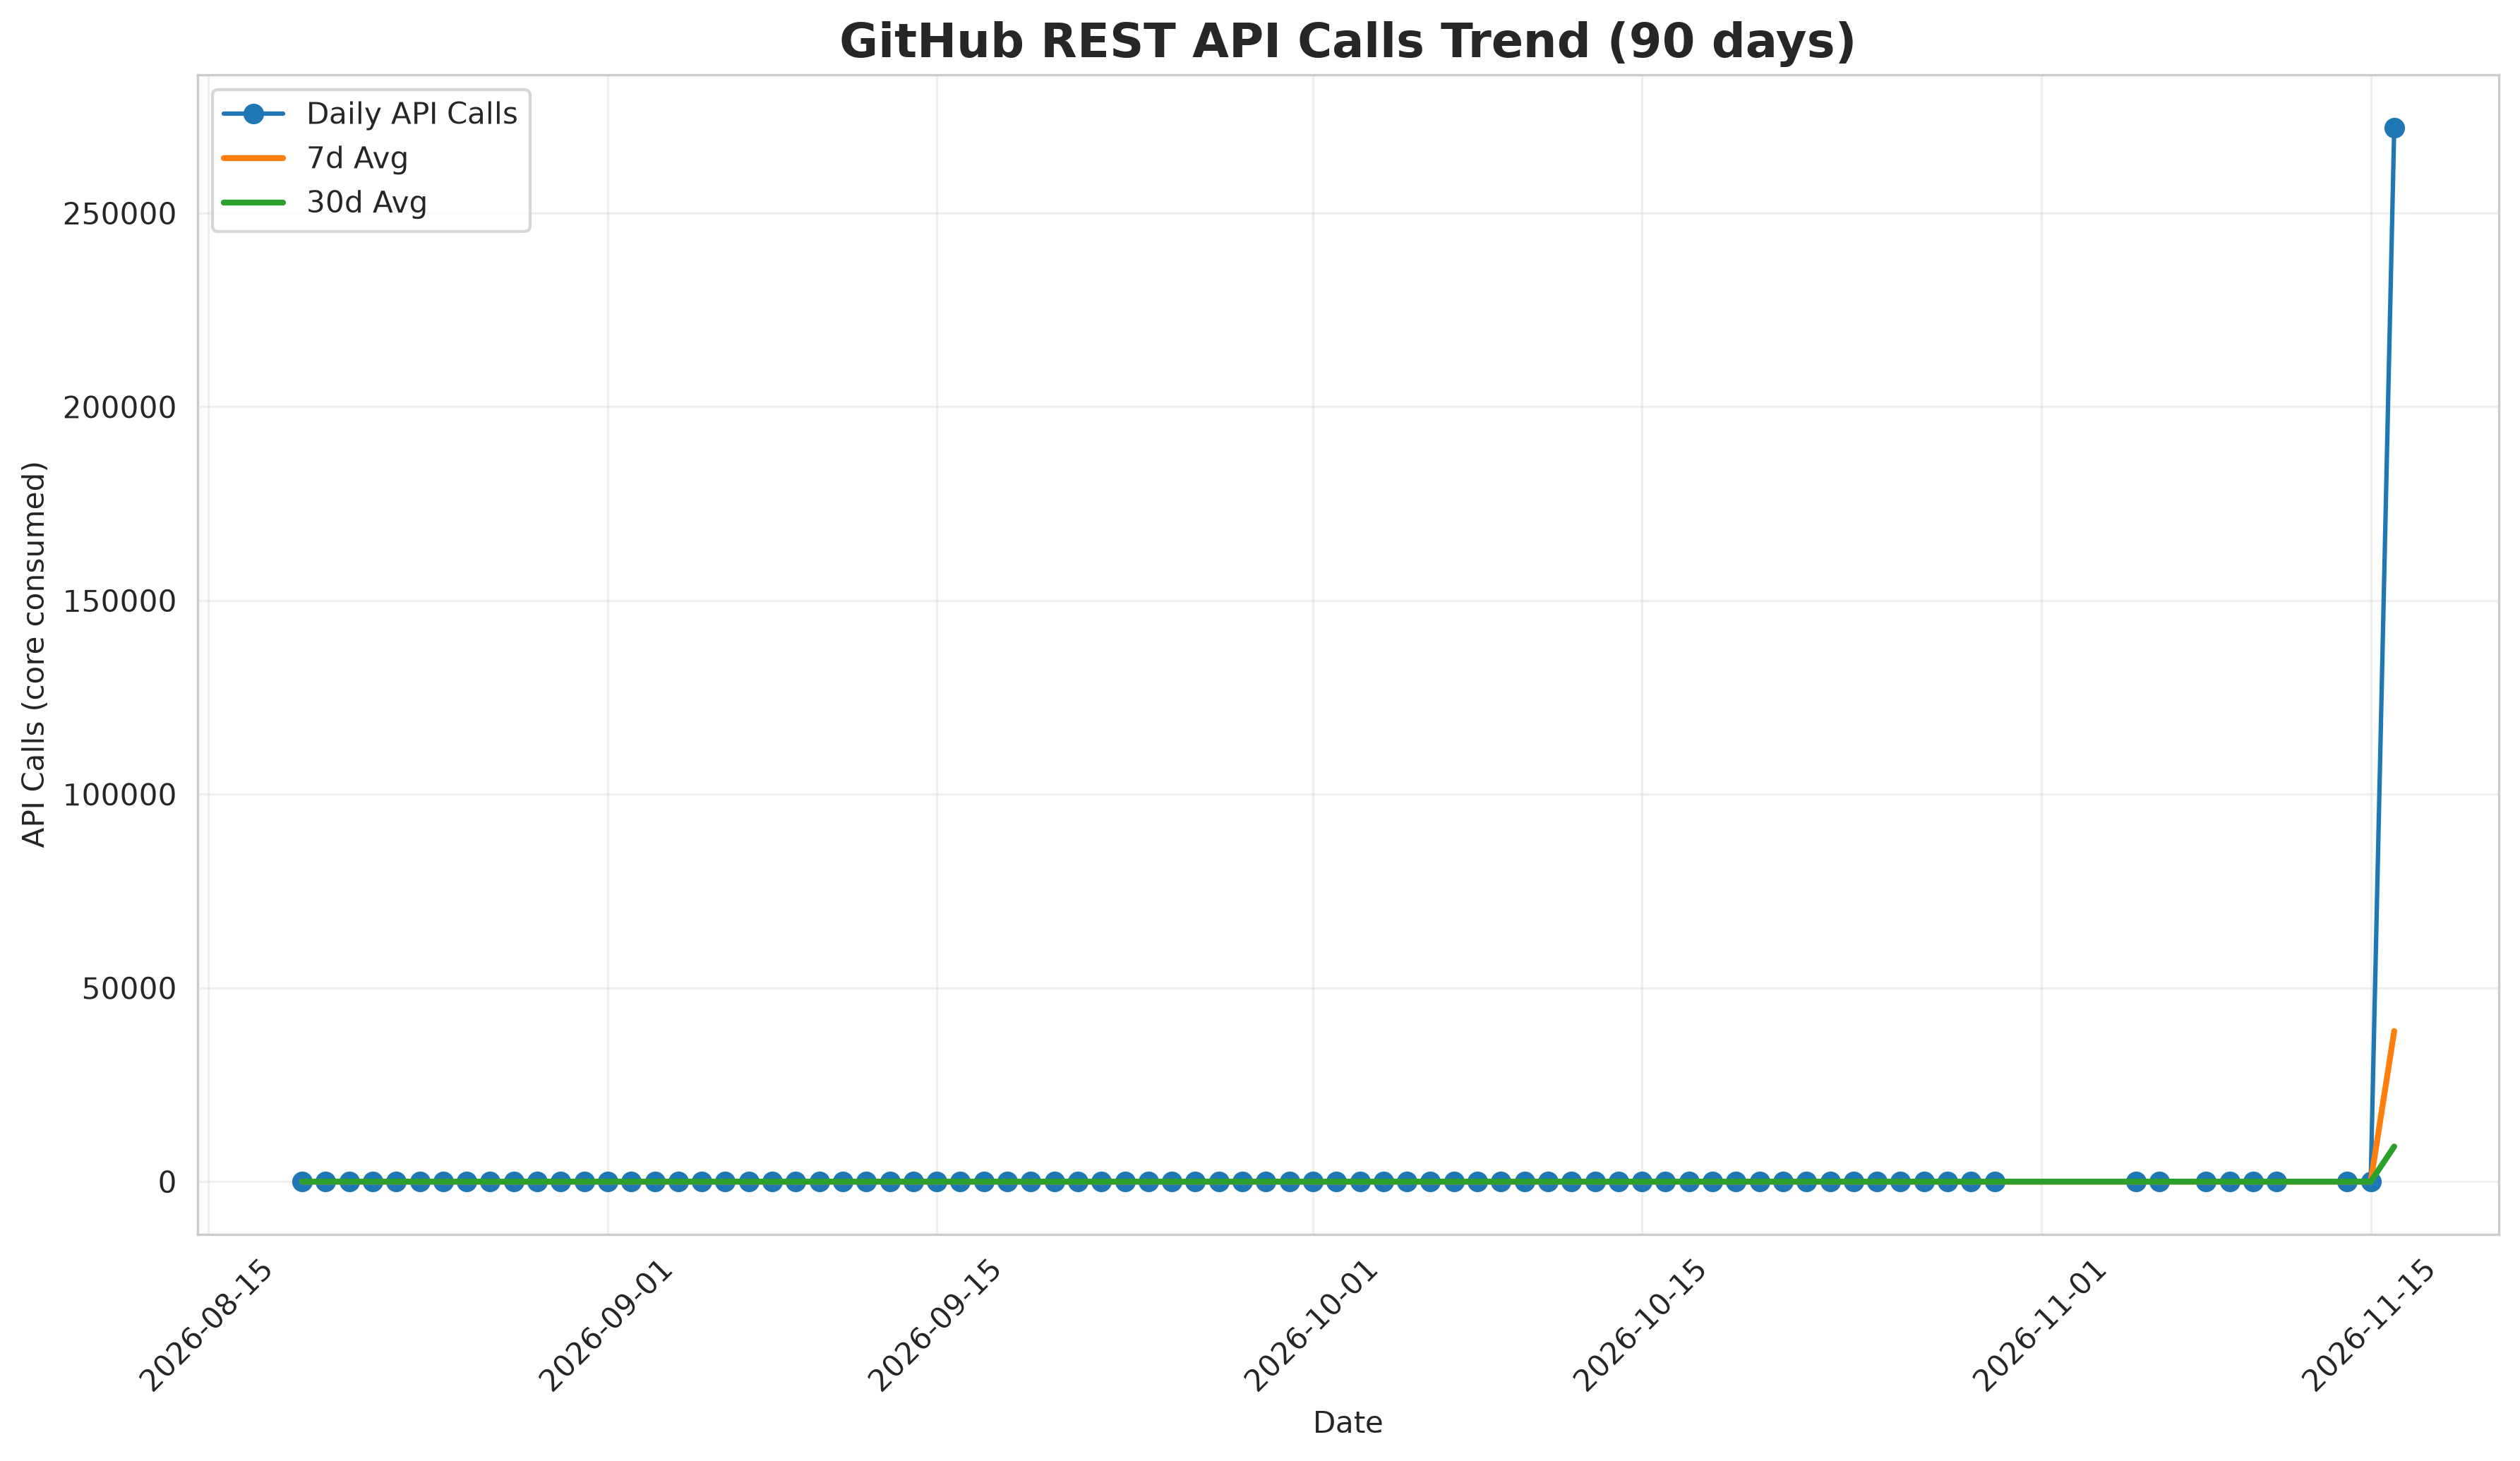 GitHub REST API Calls Trend (90 days)
Daily API Calls
7d Avg
30d Avg
API Calls (core consumed)
250000
200000
150000
100000
50000
0
2026-08-15
2026-09-01
2026-09-15
2026-10-01
2026-10-15
2026-11-01
2026-11-15
Date